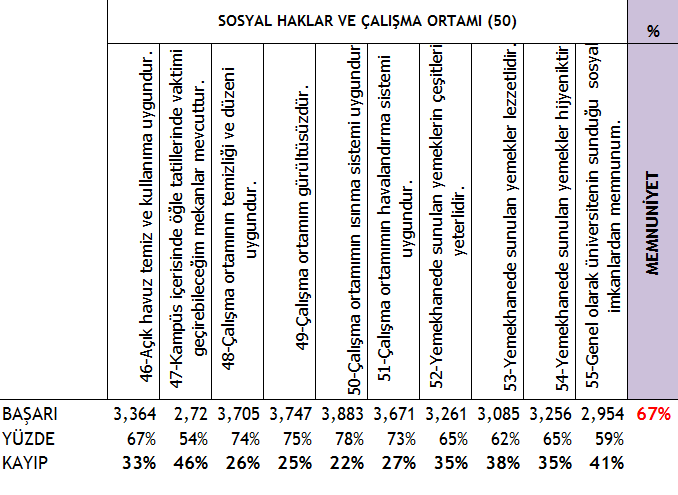 SOSYAL HAKLAR VE ÇALIŞMA ORTAMI (50)
%
46-Açık havuz temiz ve kullanıma uygundur.
47-Kampüs içerisinde öğle tatillerinde vaktimi
geçirebileceğim mekanlar mevcuttur.
48-Çalışma ortamının temizliği ve düzeni
uygundur.
49-Çalışma ortamım gürültüsüzdür.
50-Çalışma ortamımın ısınma sistemi uygundur
51-Çalışma ortamımın havalandırma sistemi
uygundur.
52-Yemekhanede sunulan yemeklerin çeşitleri
yeterlidir.
53-Yemekhanede sunulan yemekler lezzetlidir.
54-Yemekhanede sunulan yemekler hijyeniktir
55-Genel olarak üniversitenin sunduğu sosyal
imkanlardan memnunum.
MEMNUNİYET
BAŞARI 3,364 2,72 3,705 3,747 3,883 3,671 3,261 3,085 3,256 2,954 67%
YÜZDE 67% 54% 74% 75% 78% 73% 65% 62% 65% 59%
KAYIP 33% 46% 26% 25% 22% 27% 35% 38% 35% 41%